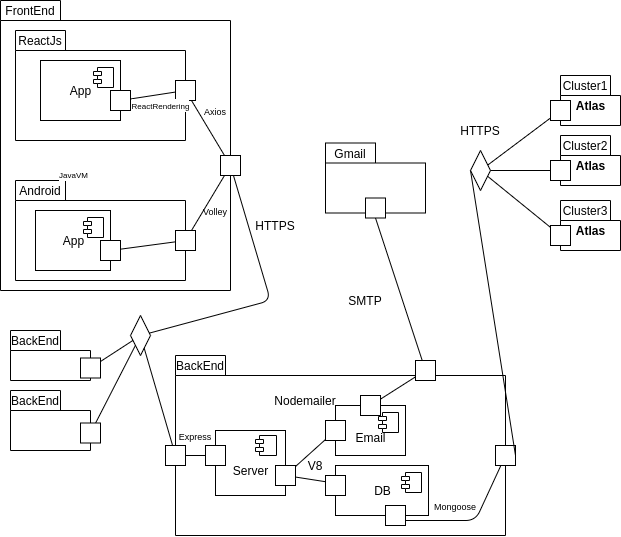 FrontEnd
ReactJs
App
ReactRendering
Axios
JavaVM
Android
App
Volley
HTTPS
Gmail
SMTP
HTTPS
Cluster1
Atlas
Cluster2
Atlas
Cluster3
Atlas
BackEnd
BackEnd
BackEnd
Express
Server
Nodemailer
Email
V8
DB
Mongoose